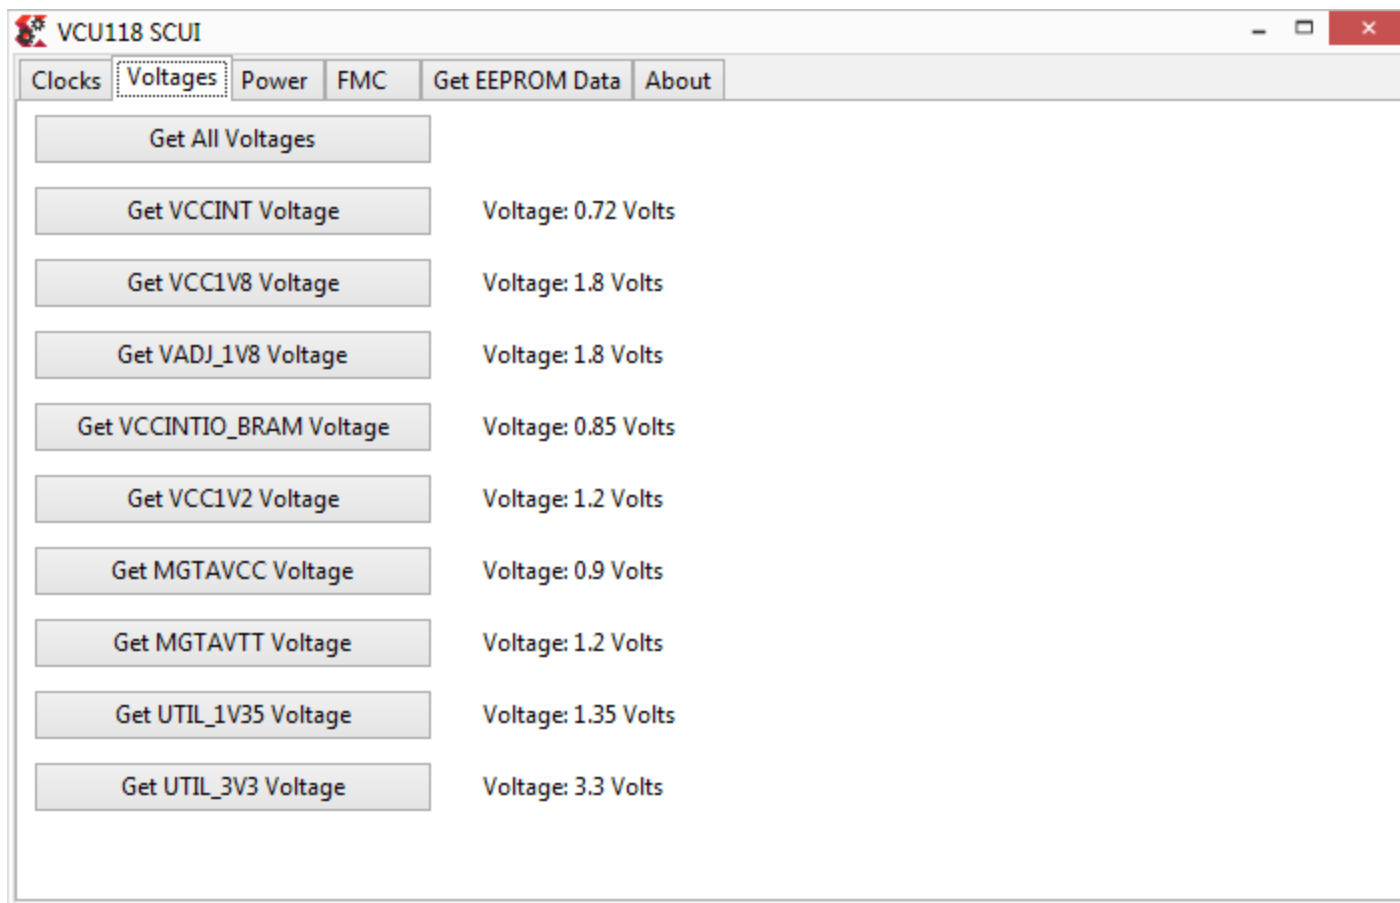 VCU118 SCUI
Clocks Voltages Power FMC Get EEPROM Data About
Get All Voltages
Get VCCINT Voltage Voltage: 0.72 Volts
Get VCC1V8 Voltage Voltage: 1.8 Volts
Get VADJ_1V8 Voltage Voltage: 1.8 Volts
Get VCCINTIO_BRAM Voltage Voltage: 0.85 Volts
Get VCC1V2 Voltage Voltage: 1.2 Volts
Get MGTAVCC Voltage Voltage: 0.9 Volts
Get MGTAVTT Voltage Voltage: 1.2 Volts
Get UTIL_1V35 Voltage Voltage: 1.35 Volts
Get UTIL_3V3 Voltage Voltage: 3.3 Volts